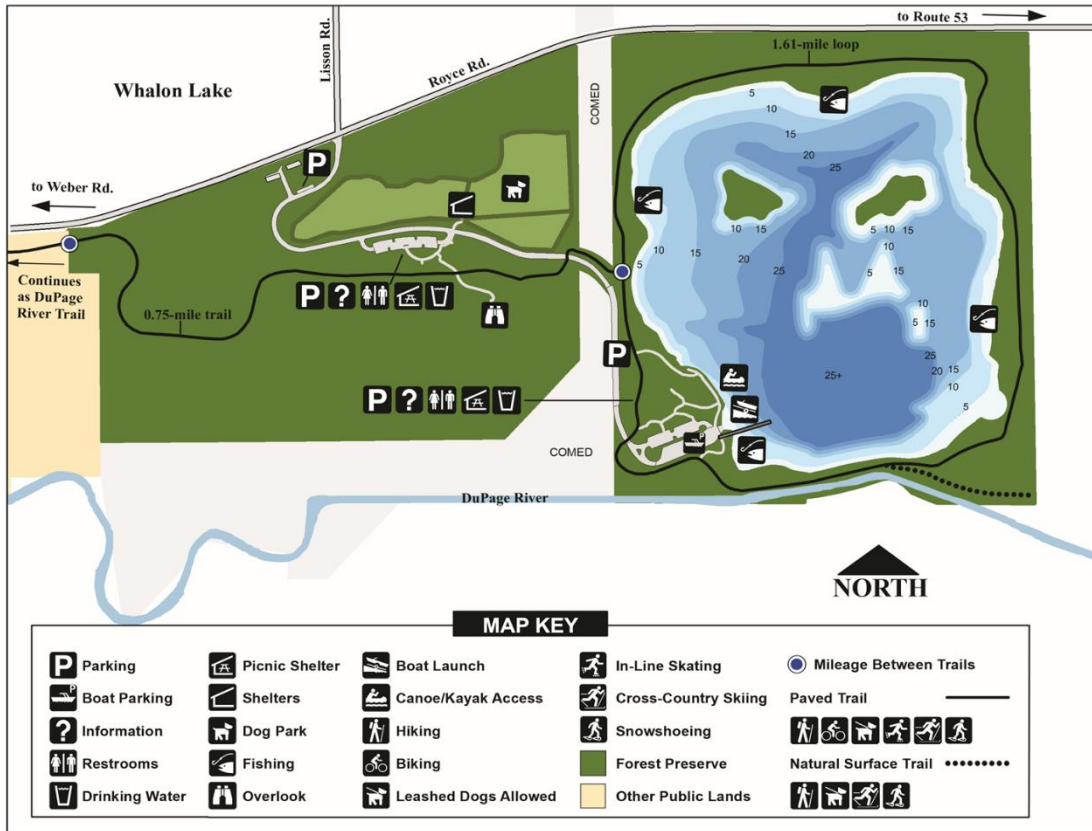 to Route 53
1.61-mile loop
Lisson Rd.
Royce Rd.
Whalon Lake
COMED
P
to Weber Rd.
Continues
as DuPage
River Trail
0.75-mile trail
P ?
P
P ?
P
COMED
DuPage River
5
10
15
20
25
10 15
5 10 15
10
5 10
5
15
20
25
5 15
10
5 15
25
20 15
10
5
25+
NORTH
MAP KEY
P Parking
P Boat Parking
? Information
Restrooms
Drinking Water
Picnic Shelter
Shelters
Dog Park
Fishing
Overlook
Boat Launch
Canoe/Kayak Access
Hiking
Biking
Leashed Dogs Allowed
In-Line Skating
Cross-Country Skiing
Snowshoeing
Forest Preserve
Other Public Lands
Mileage Between Trails
Paved Trail
Natural Surface Trail